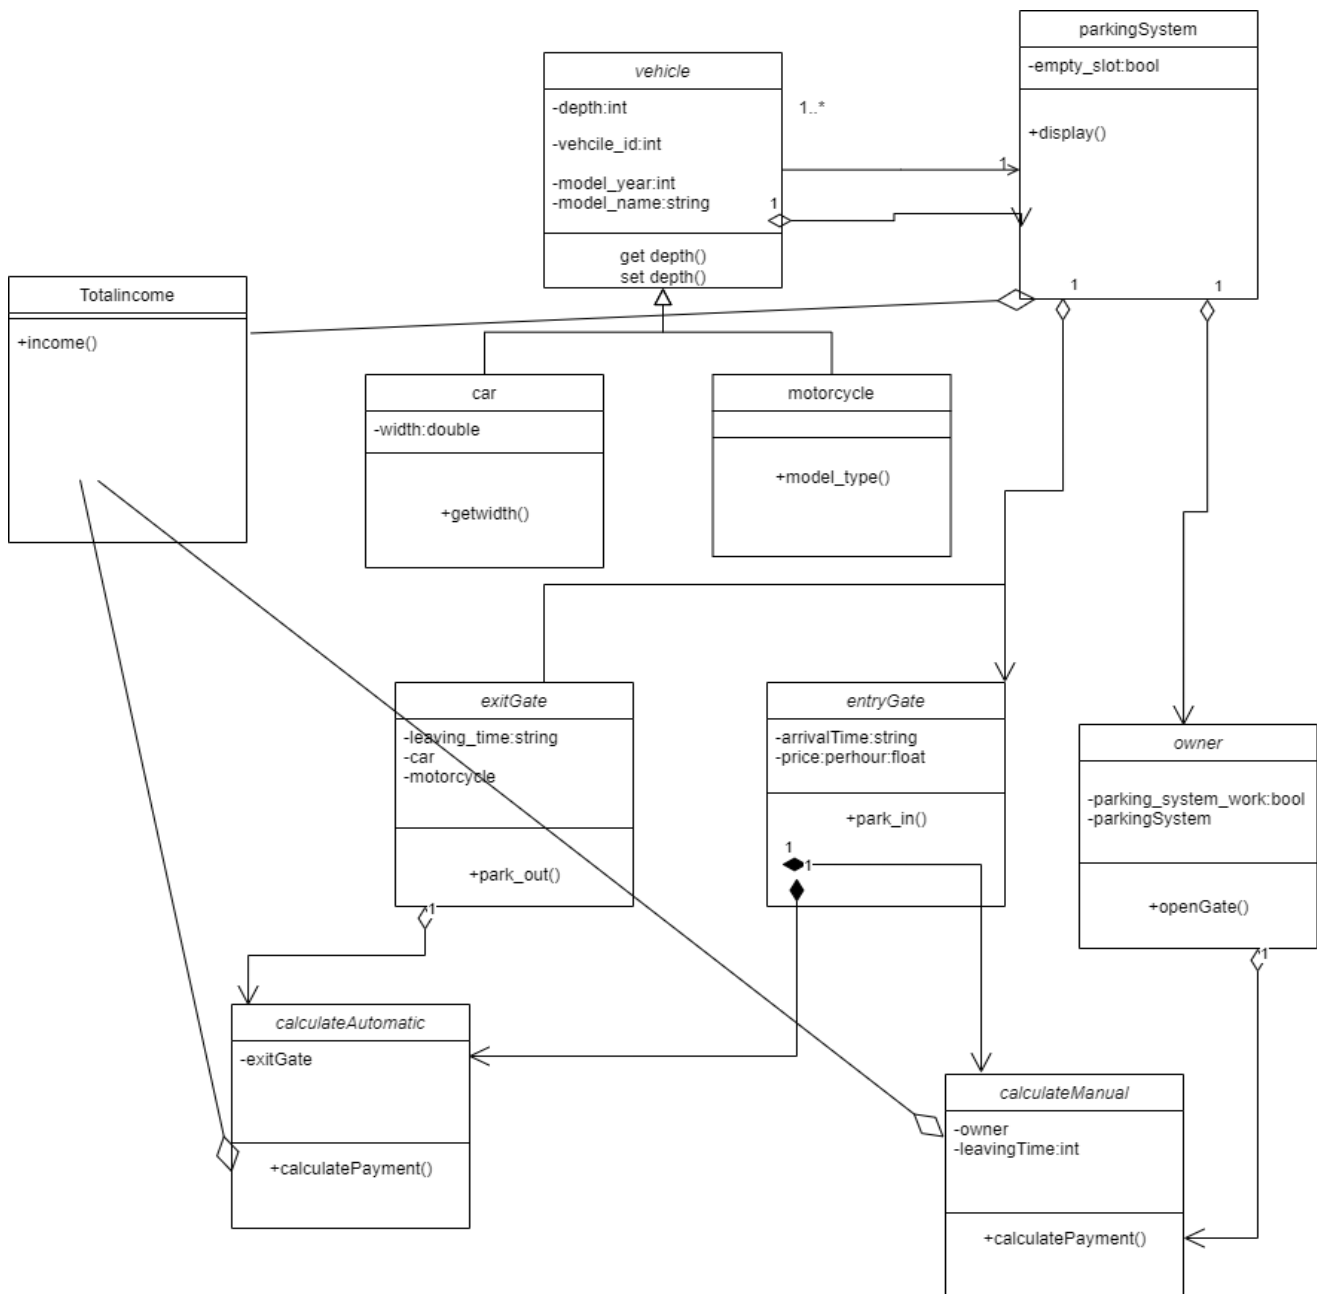 parkingSystem
-empty_slot:bool
+display()
1
1
1
1
vehicle
-depth:int
-vehcile_id:int
-model_year:int
-model_name:string
get depth()
set depth()
1..*
1
Totalincome
+income()
car
-width:double
+getwidth()
motorcycle
+model_type()
exitGate
-leaving_time:string
-car
-motorcycle
+park_out()
1
entryGate
-arrivalTime:string
-price:perhour:float
+park_in()
1
1
owner
-parking_system_work:bool
-parkingSystem
+openGate()
1
calculateAutomatic
-exitGate
+calculatePayment()
calculateManual
-owner
-leavingTime:int
+calculatePayment()